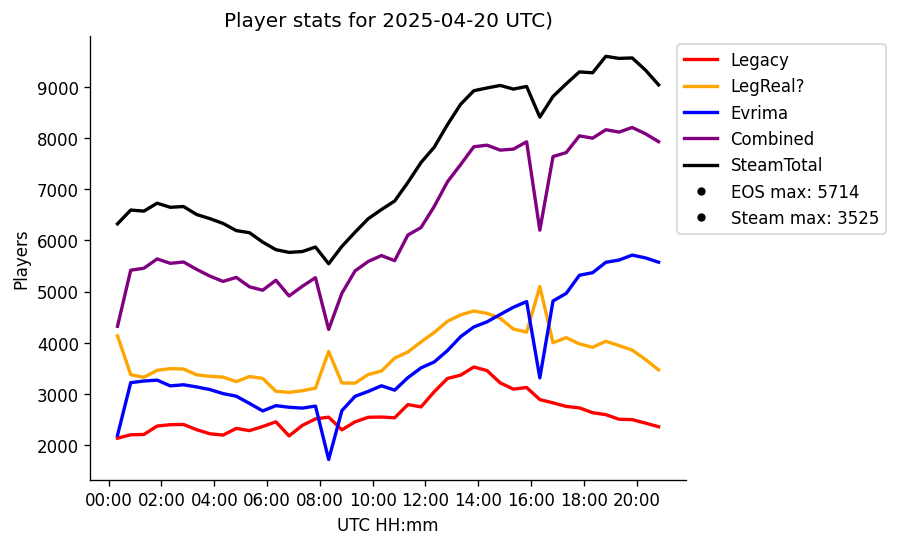 Player stats for 2025-04-20 UTC)
Legacy
LegReal?
Evrima
Combined
SteamTotal
EOS max: 5714
Steam max: 3525
Players
9000
8000
7000
6000
5000
4000
3000
2000
00:00 02:00 04:00 06:00 08:00 10:00 12:00 14:00 16:00 18:00 20:00
UTC HH:mm